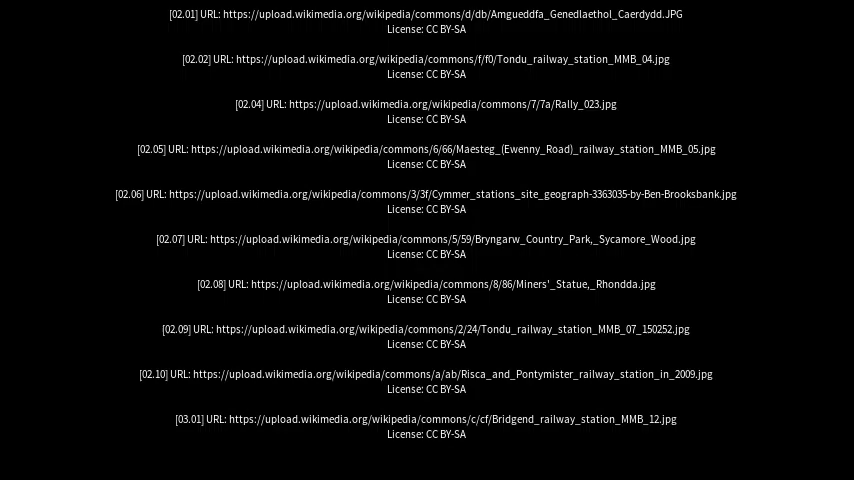 [02.01] URL: https://upload.wikimedia.org/wikipedia/commons/d/db/Amgueddfa_Genedlaethol_Caerdydd.JPG
License: CC BY-SA
[02.02] URL: https://upload.wikimedia.org/wikipedia/commons/f/f0/Tondu_railway_station_MMB_04.jpg
License: CC BY-SA
[02.04] URL: https://upload.wikimedia.org/wikipedia/commons/7/7a/Rally_023.jpg
License: CC BY-SA
[02.05] URL: https://upload.wikimedia.org/wikipedia/commons/6/66/Maesteg_(Ewenny_Road)_railway_station_MMB_05.jpg
License: CC BY-SA
[02.06] URL: https://upload.wikimedia.org/wikipedia/commons/3/3f/Cymmer_stations_site_geograph-3363035-by-Ben-Brooksbank.jpg
License: CC BY-SA
[02.07] URL: https://upload.wikimedia.org/wikipedia/commons/5/59/Bryngarw_Country_Park,_Sycamore_Wood.jpg
License: CC BY-SA
[02.08] URL: https://upload.wikimedia.org/wikipedia/commons/8/86/Miners'_Statue,_Rhondda.jpg
License: CC BY-SA
[02.09] URL: https://upload.wikimedia.org/wikipedia/commons/2/24/Tondu_railway_station_MMB_07_150252.jpg
License: CC BY-SA
[02.10] URL: https://upload.wikimedia.org/wikipedia/commons/a/ab/Risca_and_Pontymister_railway_station_in_2009.jpg
License: CC BY-SA
[03.01] URL: https://upload.wikimedia.org/wikipedia/commons/c/cf/Bridgend_railway_station_MMB_12.jpg
License: CC BY-SA